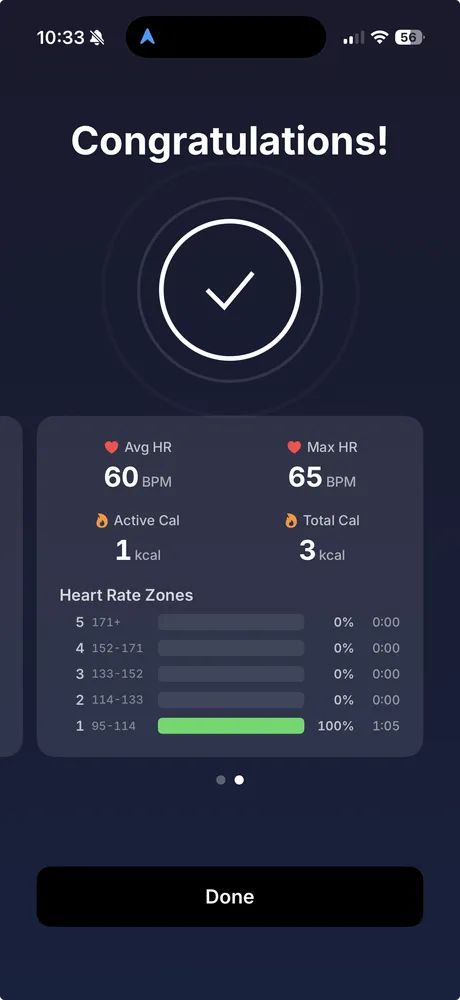 10:33
56
Congratulations!
Avg HR Max HR
60 BPM 65 BPM
Active Cal Total Cal
1 kcal 3 kcal
Heart Rate Zones
5 171+ 0% 0:00
4 152-171 0% 0:00
3 133-152 0% 0:00
2 114-133 0% 0:00
1 95-114 100% 1:05
Done